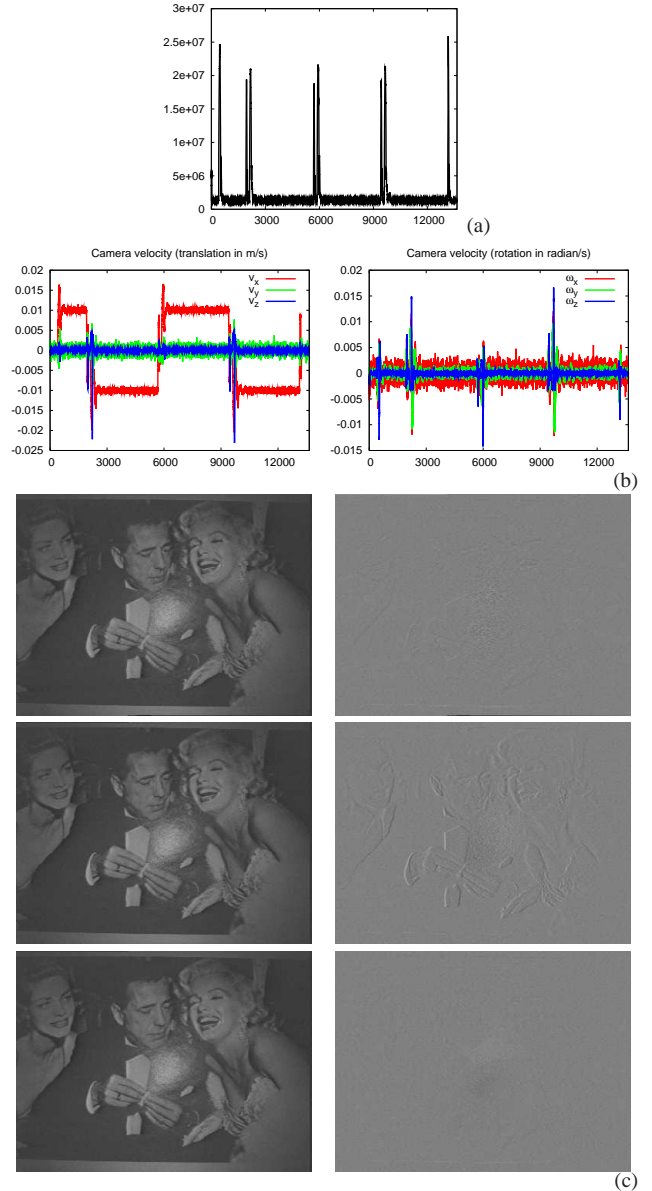 3e+07
2.5e+07
2e+07
1.5e+07
1e+07
5e+06
0
0 3000 6000 9000 12000
(a)
Camera velocity (translation in m/s)
0.02
0.015
0.01
0.005
0
-0.005
-0.01
-0.015
-0.02
-0.025
0 3000 6000 9000 12000
v_x
v_y
v_z
Camera velocity (rotation in radian/s)
0.02
0.015
0.01
0.005
0
-0.005
-0.01
-0.015
0 3000 6000 9000 12000
ω_x
ω_y
ω_z
(b)
(c)